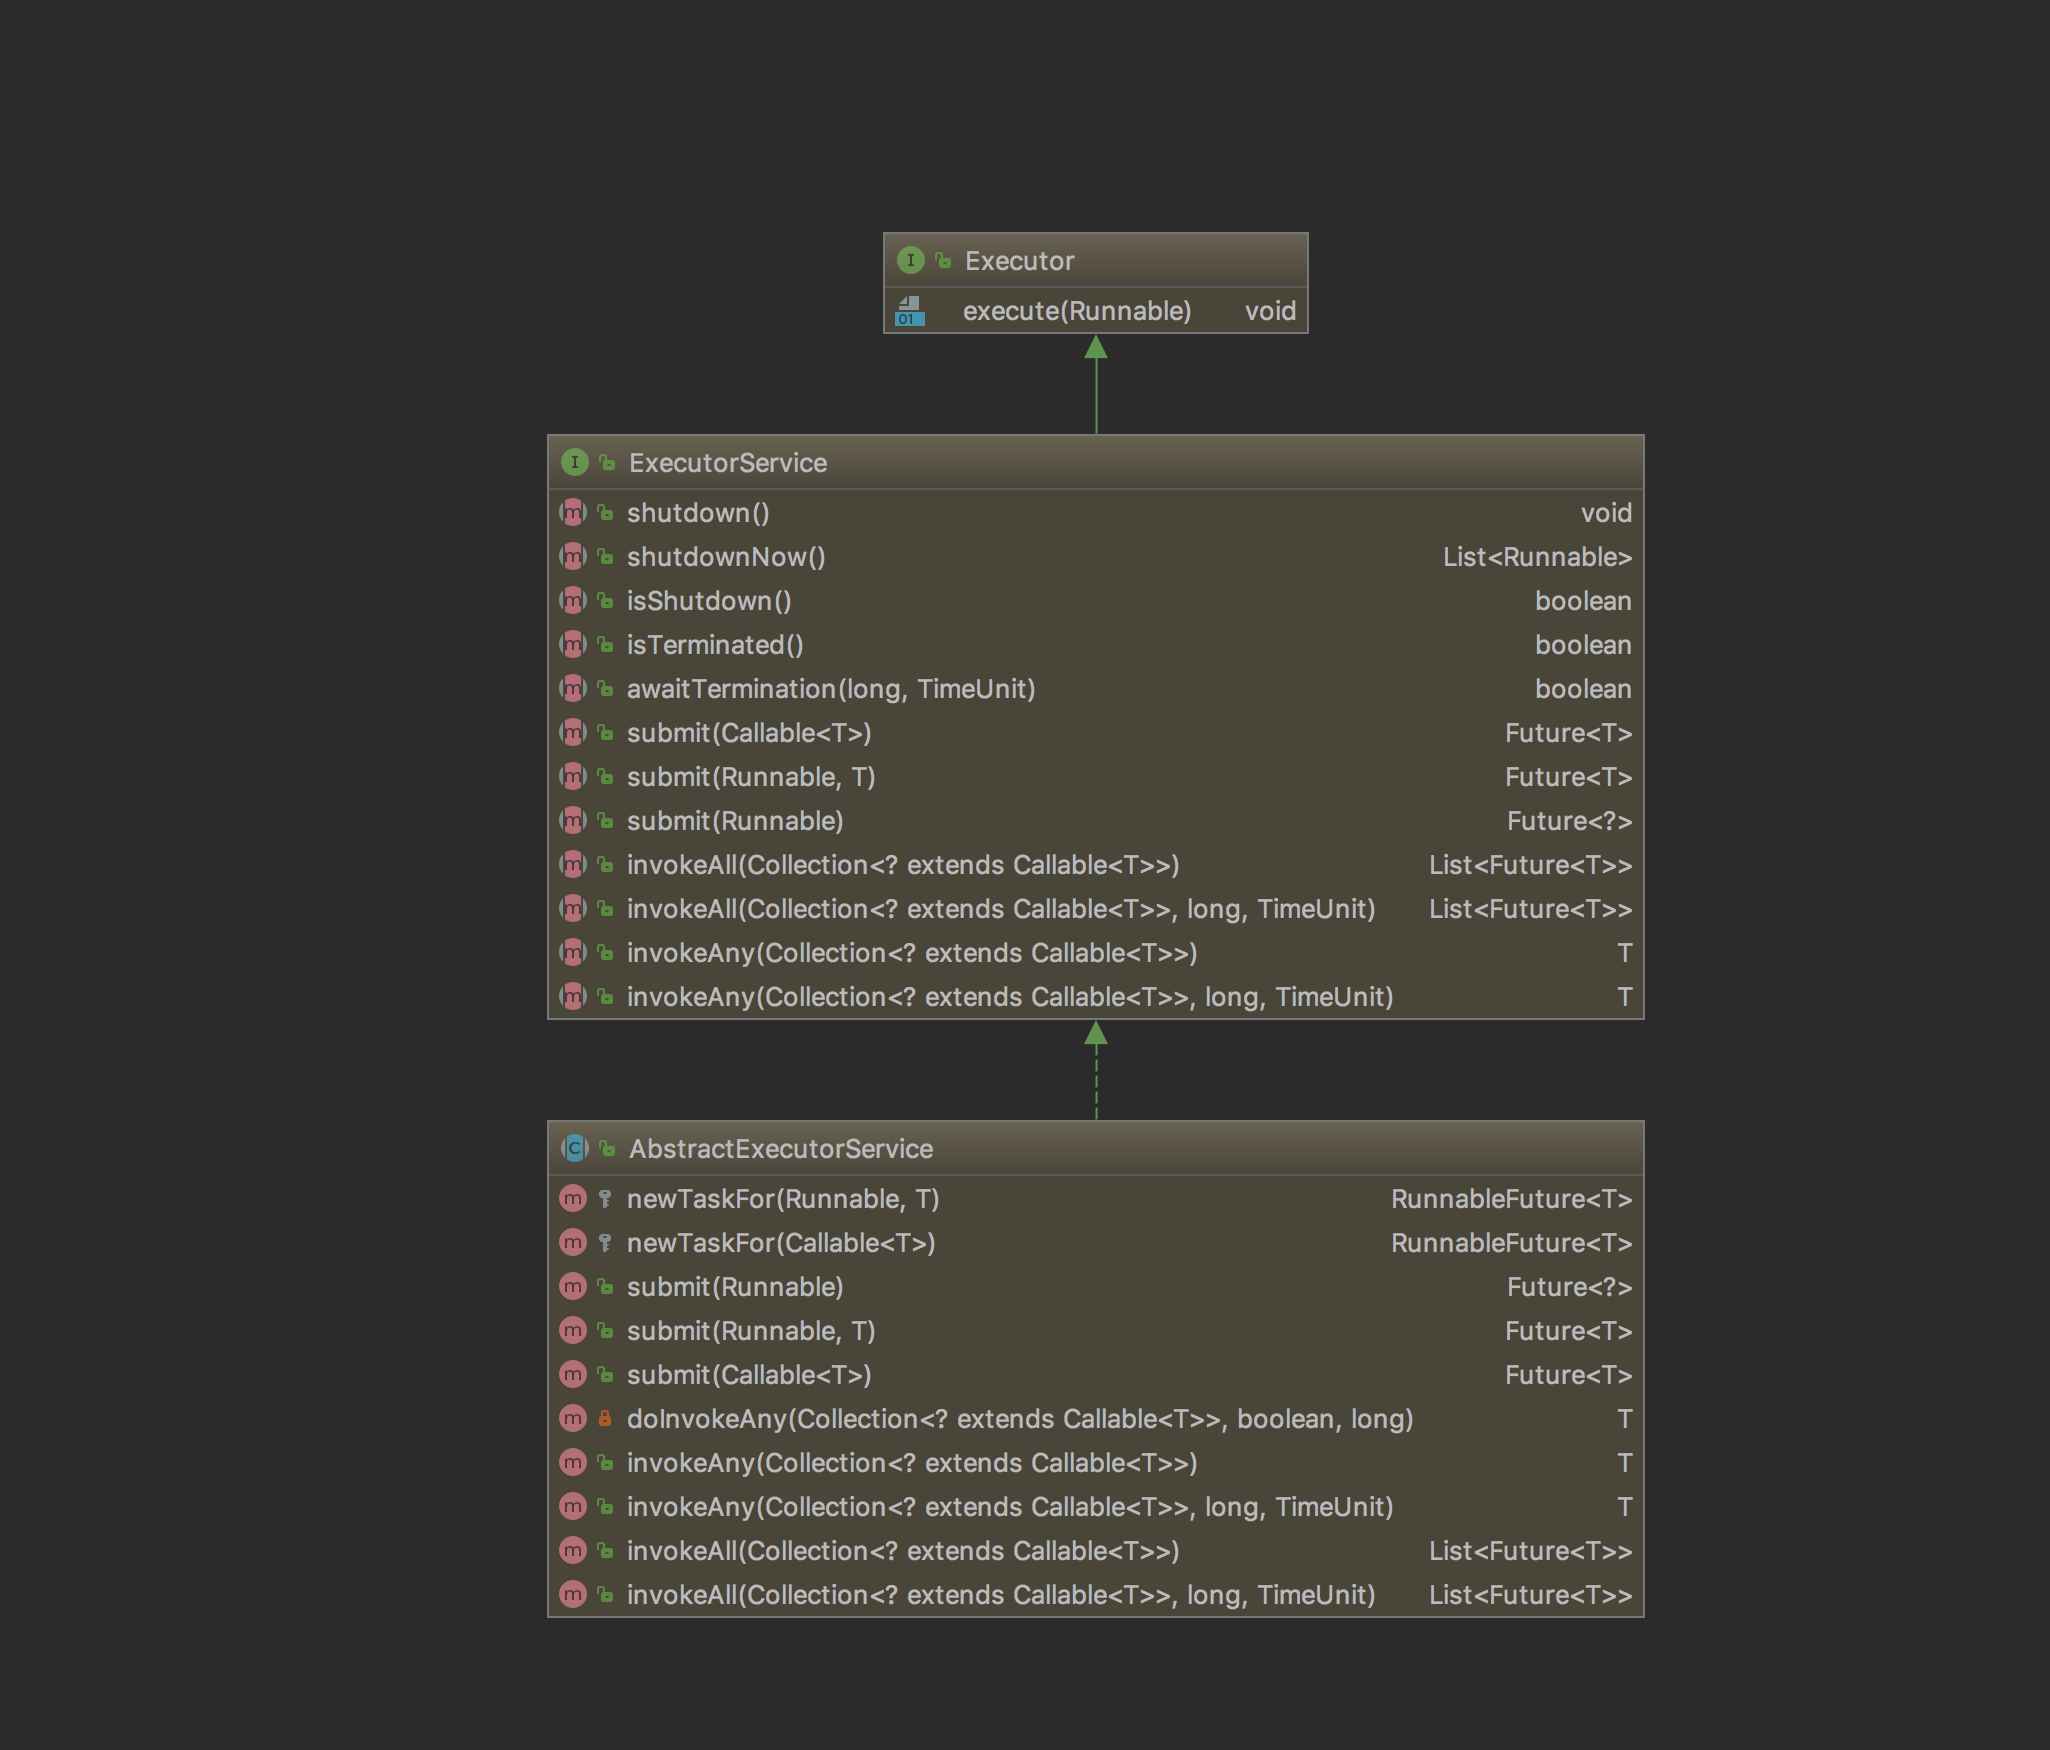 I Executor
01 execute(Runnable) void
I ExecutorService
m shutdown() void
m shutdownNow() List<Runnable>
m isShutdown() boolean
m isTerminated() boolean
m awaitTermination(long, TimeUnit) boolean
m submit(Callable<T>) Future<T>
m submit(Runnable, T) Future<T>
m submit(Runnable) Future<?>
m invokeAll(Collection<? extends Callable<T>>) List<Future<T>>
m invokeAll(Collection<? extends Callable<T>>, long, TimeUnit) List<Future<T>>
m invokeAny(Collection<? extends Callable<T>>) T
m invokeAny(Collection<? extends Callable<T>>, long, TimeUnit) T
C AbstractExecutorService
m newTaskFor(Runnable, T) RunnableFuture<T>
m newTaskFor(Callable<T>) RunnableFuture<T>
m submit(Runnable) Future<?>
m submit(Runnable, T) Future<T>
m submit(Callable<T>) Future<T>
m doInvokeAny(Collection<? extends Callable<T>>, boolean, long) T
m invokeAny(Collection<? extends Callable<T>>) T
m invokeAny(Collection<? extends Callable<T>>, long, TimeUnit) T
m invokeAll(Collection<? extends Callable<T>>) List<Future<T>>
m invokeAll(Collection<? extends Callable<T>>, long, TimeUnit) List<Future<T>>